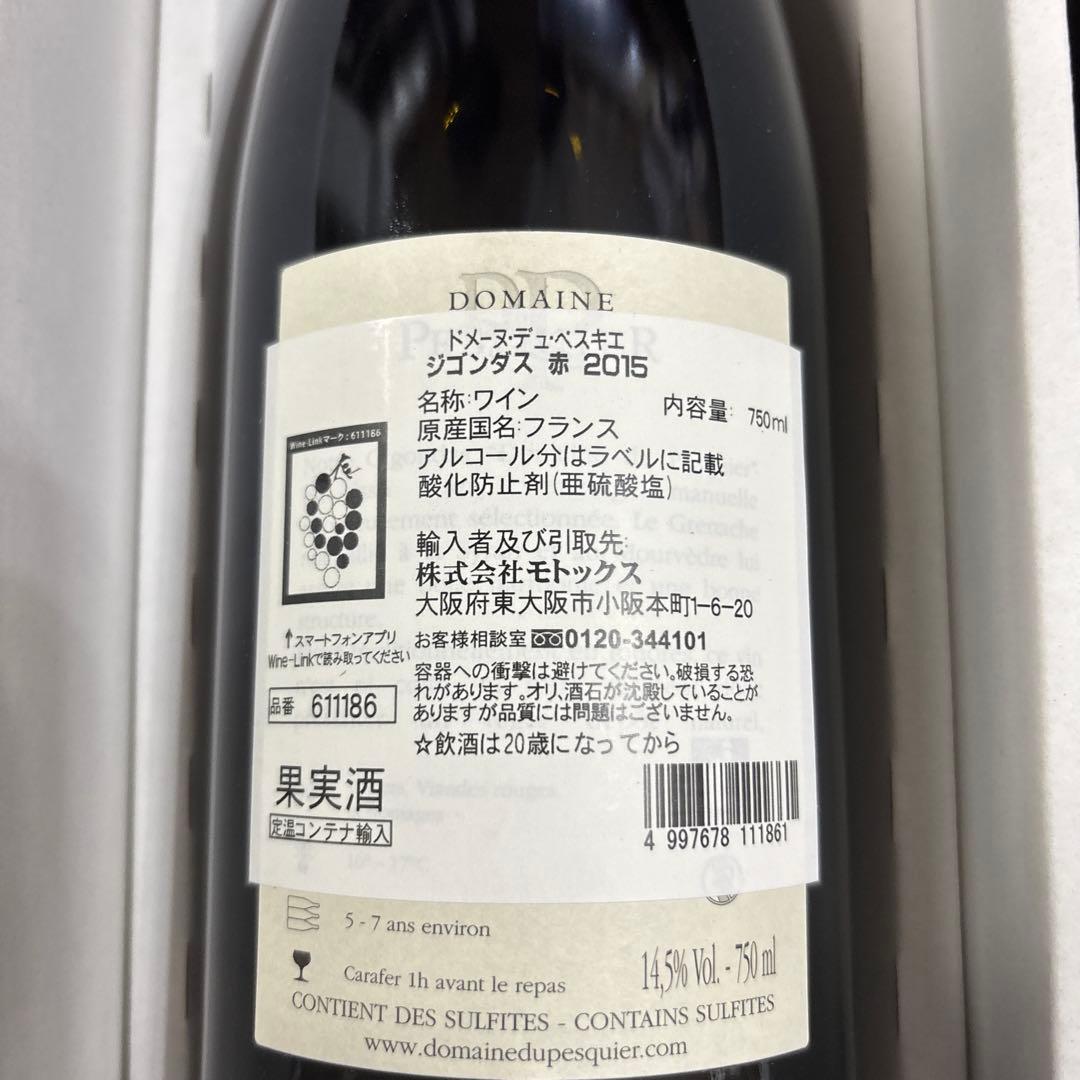 DOMAINE
ドメーヌ・デュ・ペスキエ
ジゴンダス 赤 2015
名称:ワイン
内容量: 750ml
原産国名:フランス
アルコール分はラベルに記載
酸化防止剤(亜硫酸塩)
Wine-Linkマーク:611186
輸入者及び引取先:
株式会社モトックス
大阪府東大阪市小阪本町1-6-20
↑スマートフォンアプリ
Wine-Linkで読み取ってください
お客様相談室 0120-344101
容器への衝撃は避けてください。破損する恐
れがあります。オリ、酒石が沈殿していることが
ありますが品質には問題はございません。
品番 611186
☆飲酒は20歳になってから
果実酒
定温コンテナ輸入
4 997678 111861
Viandes rouges
5 - 7 ans environ
14,5% Vol. - 750 ml
Carafer 1h avant le repas
CONTIENT DES SULFITES - CONTAINS SULFITES
www.domainedupesquier.com